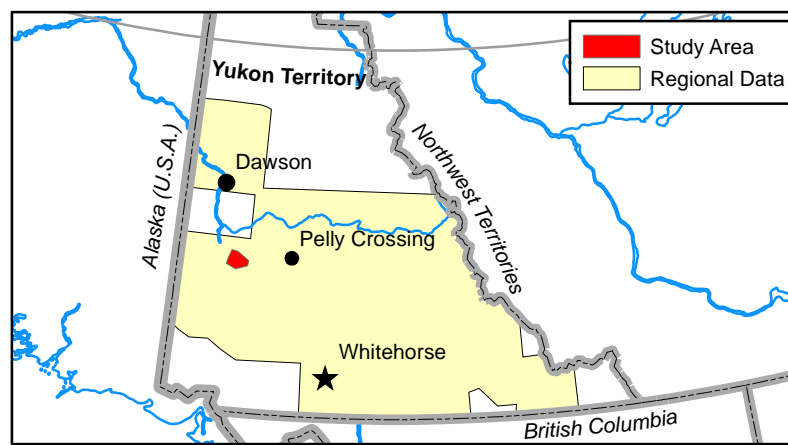 Study Area
Yukon Territory
Regional Data
Dawson
Alaska (U.S.A.)
Northwest Territories
Pelly Crossing
Whitehorse
British Columbia